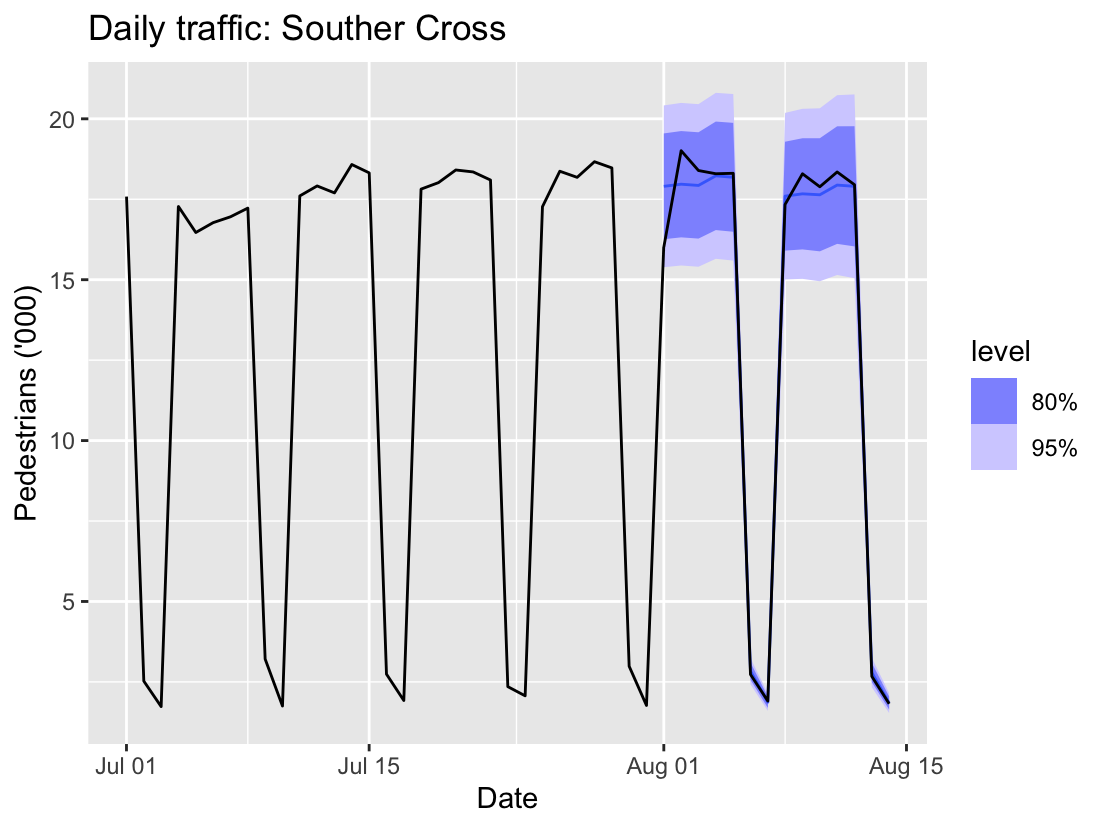 Daily traffic: Souther Cross
Pedestrians ('000)
20
15
10
5
Jul 01
Jul 15
Aug 01
Aug 15
Date
level
80%
95%